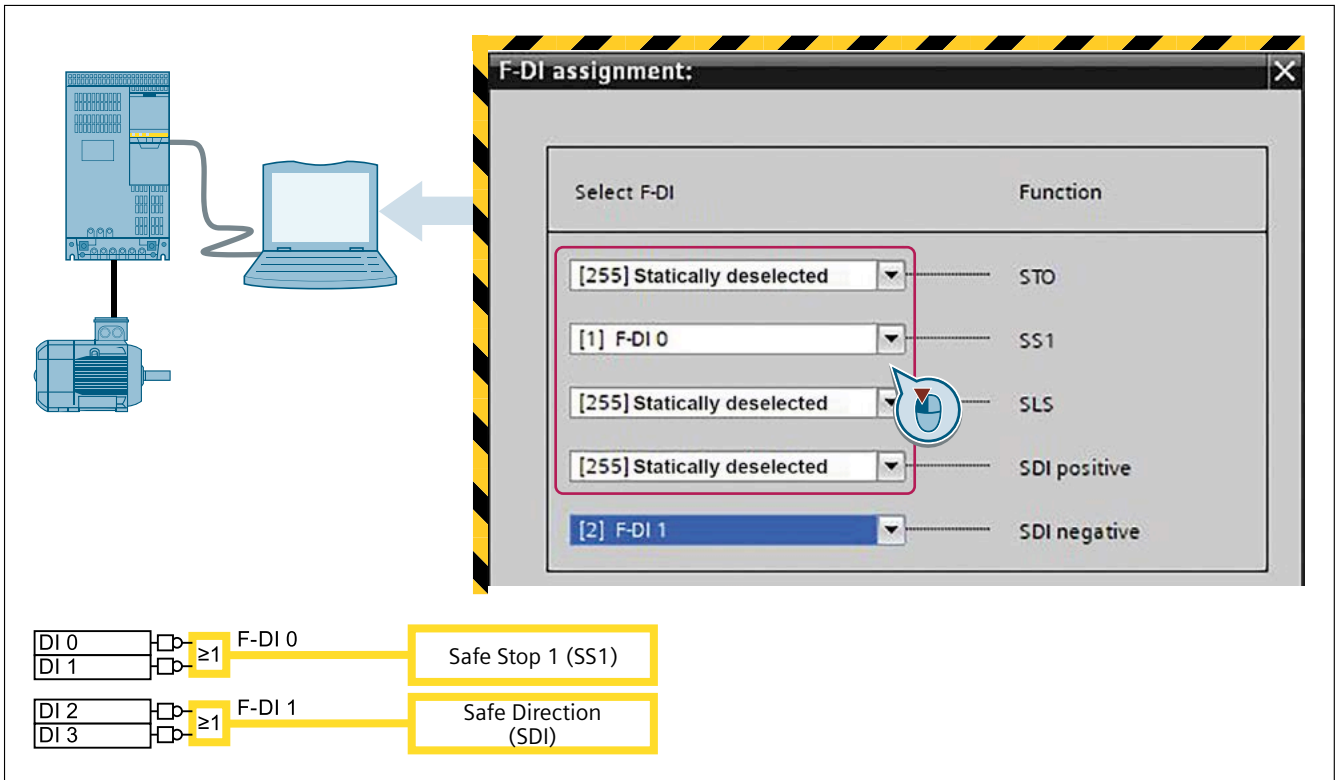 F-DI assignment:
Select F-DI Function
[255] Statically deselected STO
[1] F-DI 0 SS1
[255] Statically deselected SLS
[255] Statically deselected SDI positive
[2] F-DI 1 SDI negative
DI 0
DI 1
≥1
F-DI 0
Safe Stop 1 (SS1)
DI 2
DI 3
≥1
F-DI 1
Safe Direction
(SDI)